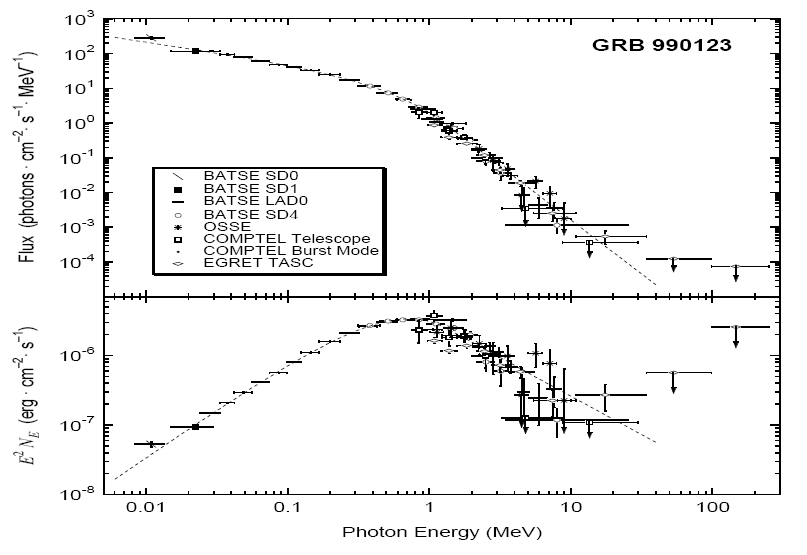 GRB 990123
10³
10²
10¹
10⁰
10⁻¹
10⁻²
10⁻³
10⁻⁴
Flux (photons · cm⁻² · s⁻¹ · MeV⁻¹)
BATSE SD0
BATSE SD1
BATSE LAD0
BATSE SD4
OSSE
COMPTEL Telescope
COMPTEL Burst Mode
EGRET TASC
10⁻⁶
10⁻⁷
10⁻⁸
E² N_E (erg · cm⁻² · s⁻¹)
0.01 0.1 1 10 100
Photon Energy (MeV)